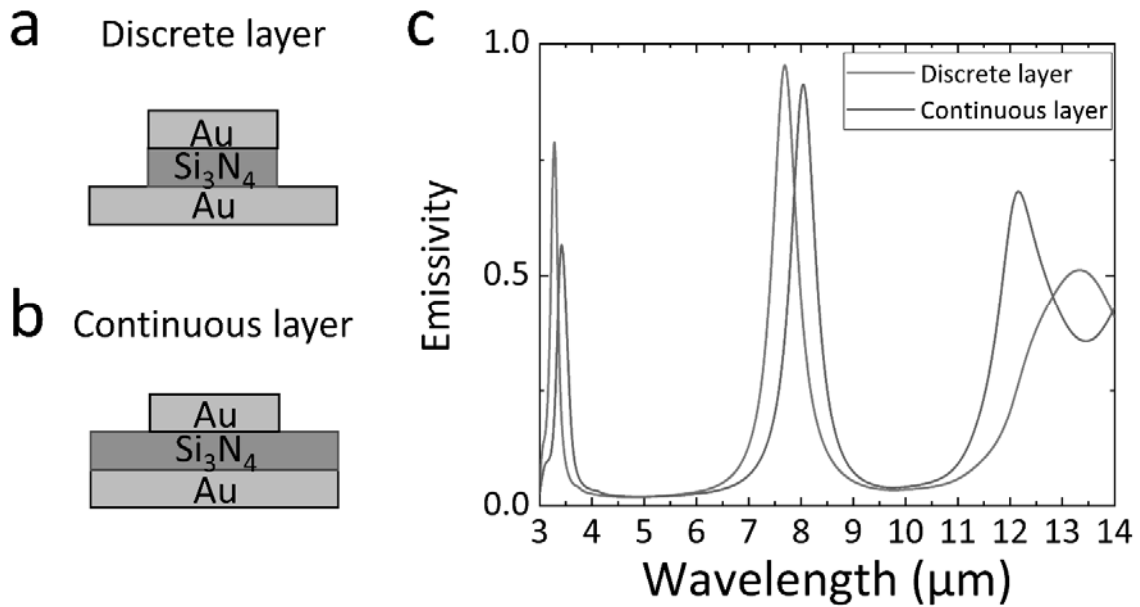 a
Discrete layer
Au
Si₃N₄
Au
b
Continuous layer
Au
Si₃N₄
Au
c
1.0
0.5
0.0
Emissivity
Discrete layer
Continuous layer
3 4 5 6 7 8 9 10 11 12 13 14
Wavelength (μm)